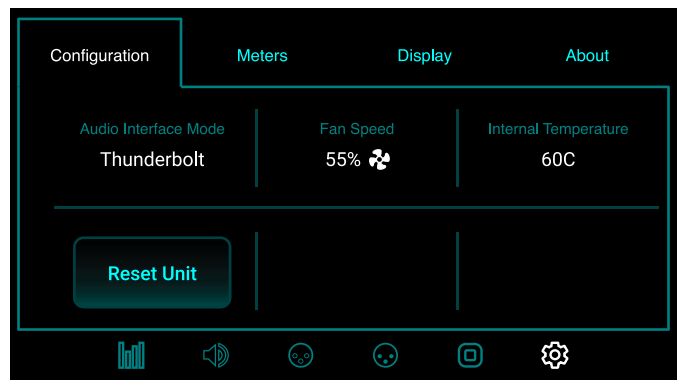 Configuration Meters Display About
Audio Interface Mode Fan Speed Internal Temperature
Thunderbolt 55% 60C
Reset Unit